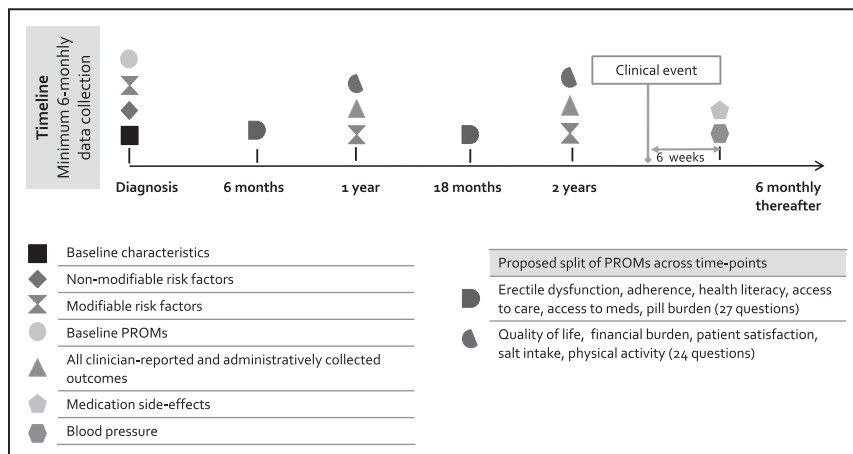 Timeline
Minimum 6-monthly
data collection
Clinical event
6 weeks
Diagnosis
6 months
1 year
18 months
2 years
6 monthly
thereafter
Baseline characteristics
Non-modifiable risk factors
Modifiable risk factors
Baseline PROMs
All clinician-reported and administratively collected
outcomes
Medication side-effects
Blood pressure
Proposed split of PROMs across time-points
Erectile dysfunction, adherence, health literacy, access
to care, access to meds, pill burden (27 questions)
Quality of life, financial burden, patient satisfaction,
salt intake, physical activity (24 questions)